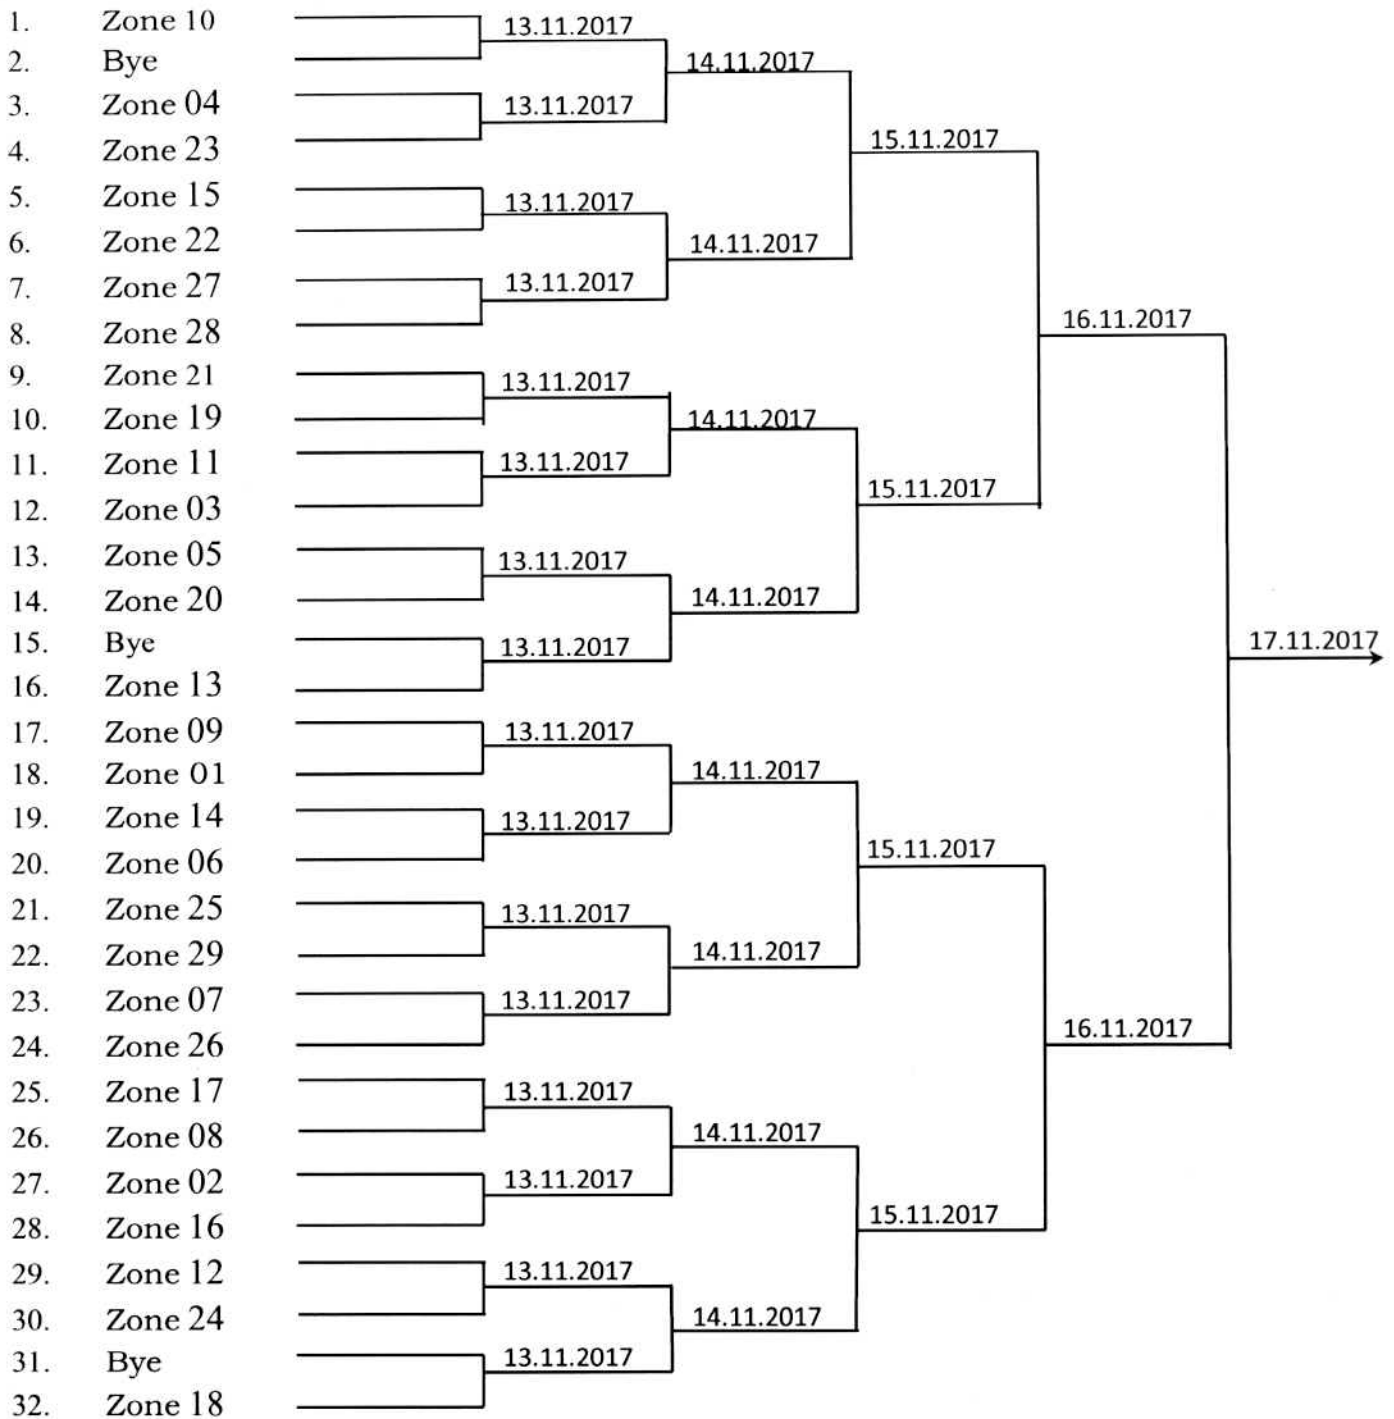 1. Zone 10
13.11.2017
2. Bye
14.11.2017
3. Zone 04
13.11.2017
4. Zone 23
15.11.2017
5. Zone 15
13.11.2017
6. Zone 22
14.11.2017
7. Zone 27
13.11.2017
8. Zone 28
16.11.2017
9. Zone 21
13.11.2017
10. Zone 19
14.11.2017
11. Zone 11
13.11.2017
12. Zone 03
15.11.2017
13. Zone 05
13.11.2017
14. Zone 20
14.11.2017
15. Bye
13.11.2017
17.11.2017
16. Zone 13
17. Zone 09
13.11.2017
18. Zone 01
14.11.2017
19. Zone 14
13.11.2017
20. Zone 06
15.11.2017
21. Zone 25
13.11.2017
22. Zone 29
14.11.2017
23. Zone 07
13.11.2017
24. Zone 26
16.11.2017
25. Zone 17
13.11.2017
26. Zone 08
14.11.2017
27. Zone 02
13.11.2017
28. Zone 16
15.11.2017
29. Zone 12
13.11.2017
30. Zone 24
14.11.2017
31. Bye
13.11.2017
32. Zone 18